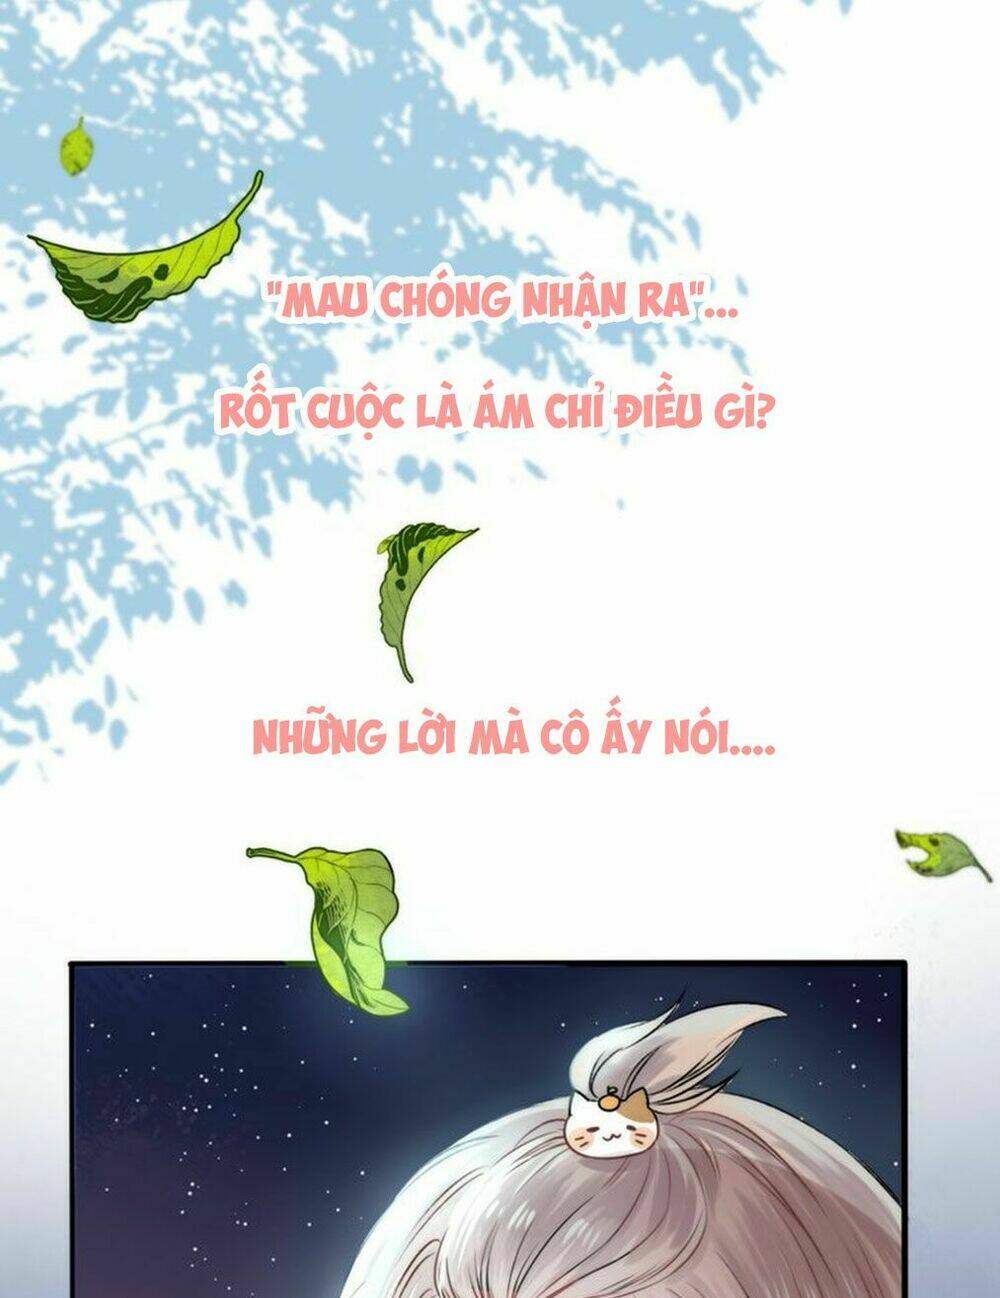 "MAU CHÓNG NHẬN RA"...
RỐT CUỘC LÀ ÁM CHỈ ĐIỀU GÌ?
NHỮNG LỜI MÀ CÔ ẤY NÓI....